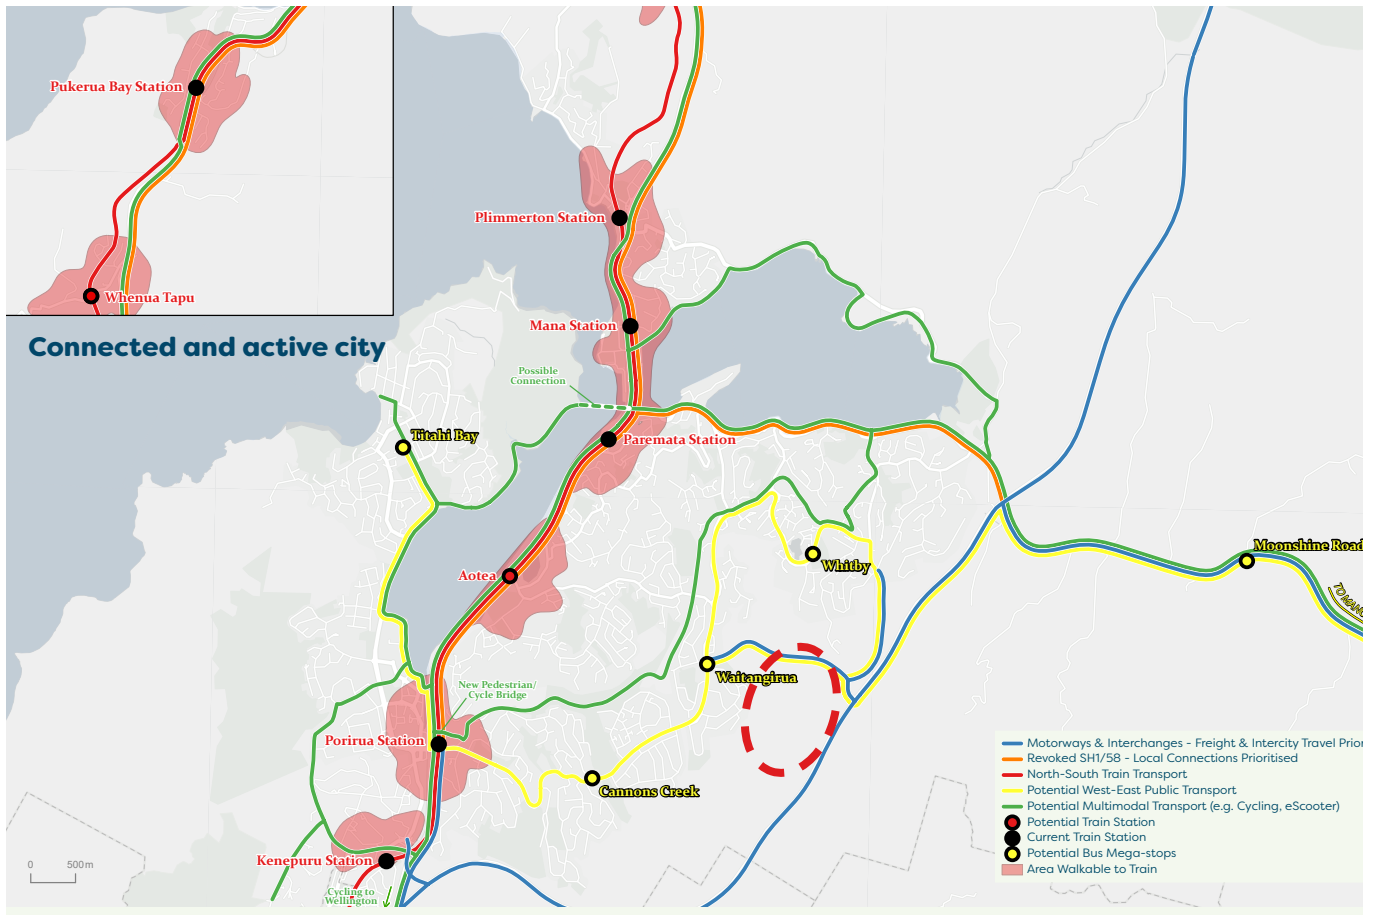 Pukerua Bay Station
Whenua Tapu
Connected and active city
Plimmerton Station
Mana Station
Possible
Connection
Titahi Bay
Paremata Station
Moonshine Road
Whitby
Aotea
Waitangirua
New Pedestrian/
Cycle Bridge
Porirua Station
Cannons Creek
Kenepuru Station
Cycling to
Wellington
0 500m
Motorways & Interchanges - Freight & Intercity Travel Prior
Revoked SH1/58 - Local Connections Prioritised
North-South Train Transport
Potential West-East Public Transport
Potential Multimodal Transport (e.g. Cycling, eScooter)
Potential Train Station
Current Train Station
Potential Bus Mega-stops
Area Walkable to Train